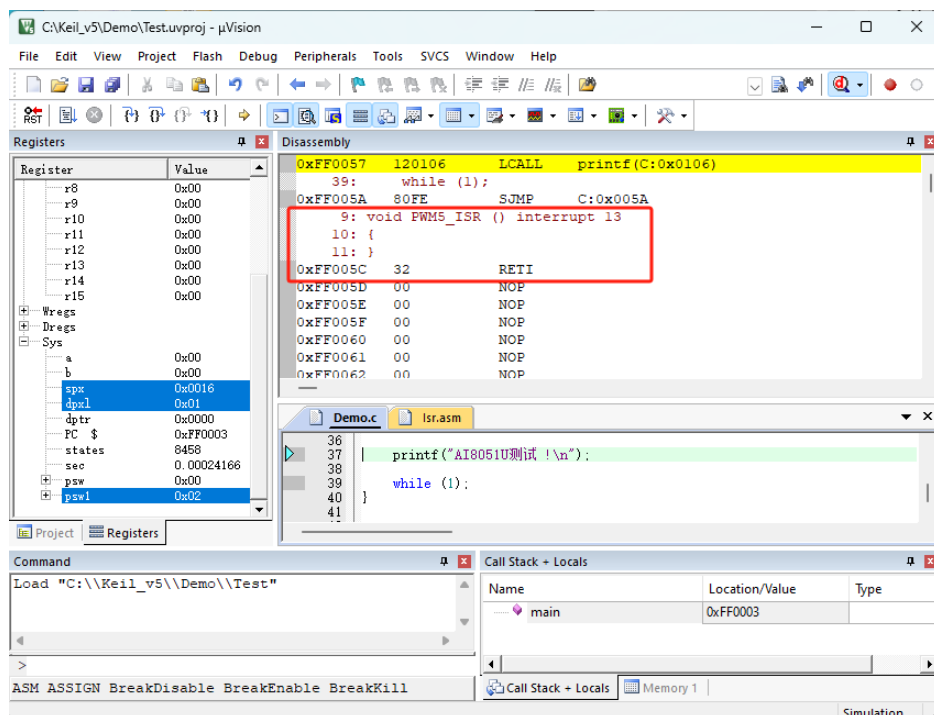 C:\Keil_v5\Demo\Test.uvproj - µVision
File Edit View Project Flash Debug Peripherals Tools SVCS Window Help
RST
Registers
Register Value
r8 0x00
r9 0x00
r10 0x00
r11 0x00
r12 0x00
r13 0x00
r14 0x00
r15 0x00
Wregs
Dregs
Sys
a 0x00
b 0x00
spx 0x0016
dpxl 0x01
dptr 0x0000
PC $ 0xFF0003
states 8458
sec 0.00024166
psw 0x00
psw1 0x02
Project Registers
Disassembly
0xFF0057 120106 LCALL printf(C:0x0106)
39: while (1);
0xFF005A 80FE SJMP C:0x005A
9: void PWM5_ISR () interrupt 13
10: {
11: }
0xFF005C 32 RETI
0xFF005D 00 NOP
0xFF005E 00 NOP
0xFF005F 00 NOP
0xFF0060 00 NOP
0xFF0061 00 NOP
0xFF0062 00 NOP
Demo.c Isr.asm
36
37 printf("AI8051U测试 !\n");
38
39 while (1);
40 }
41
Command
Load "C:\\Keil_v5\\Demo\\Test"
>
ASM ASSIGN BreakDisable BreakEnable BreakKill
Call Stack + Locals
Name Location/Value Type
main 0xFF0003
Call Stack + Locals Memory 1
Simulation